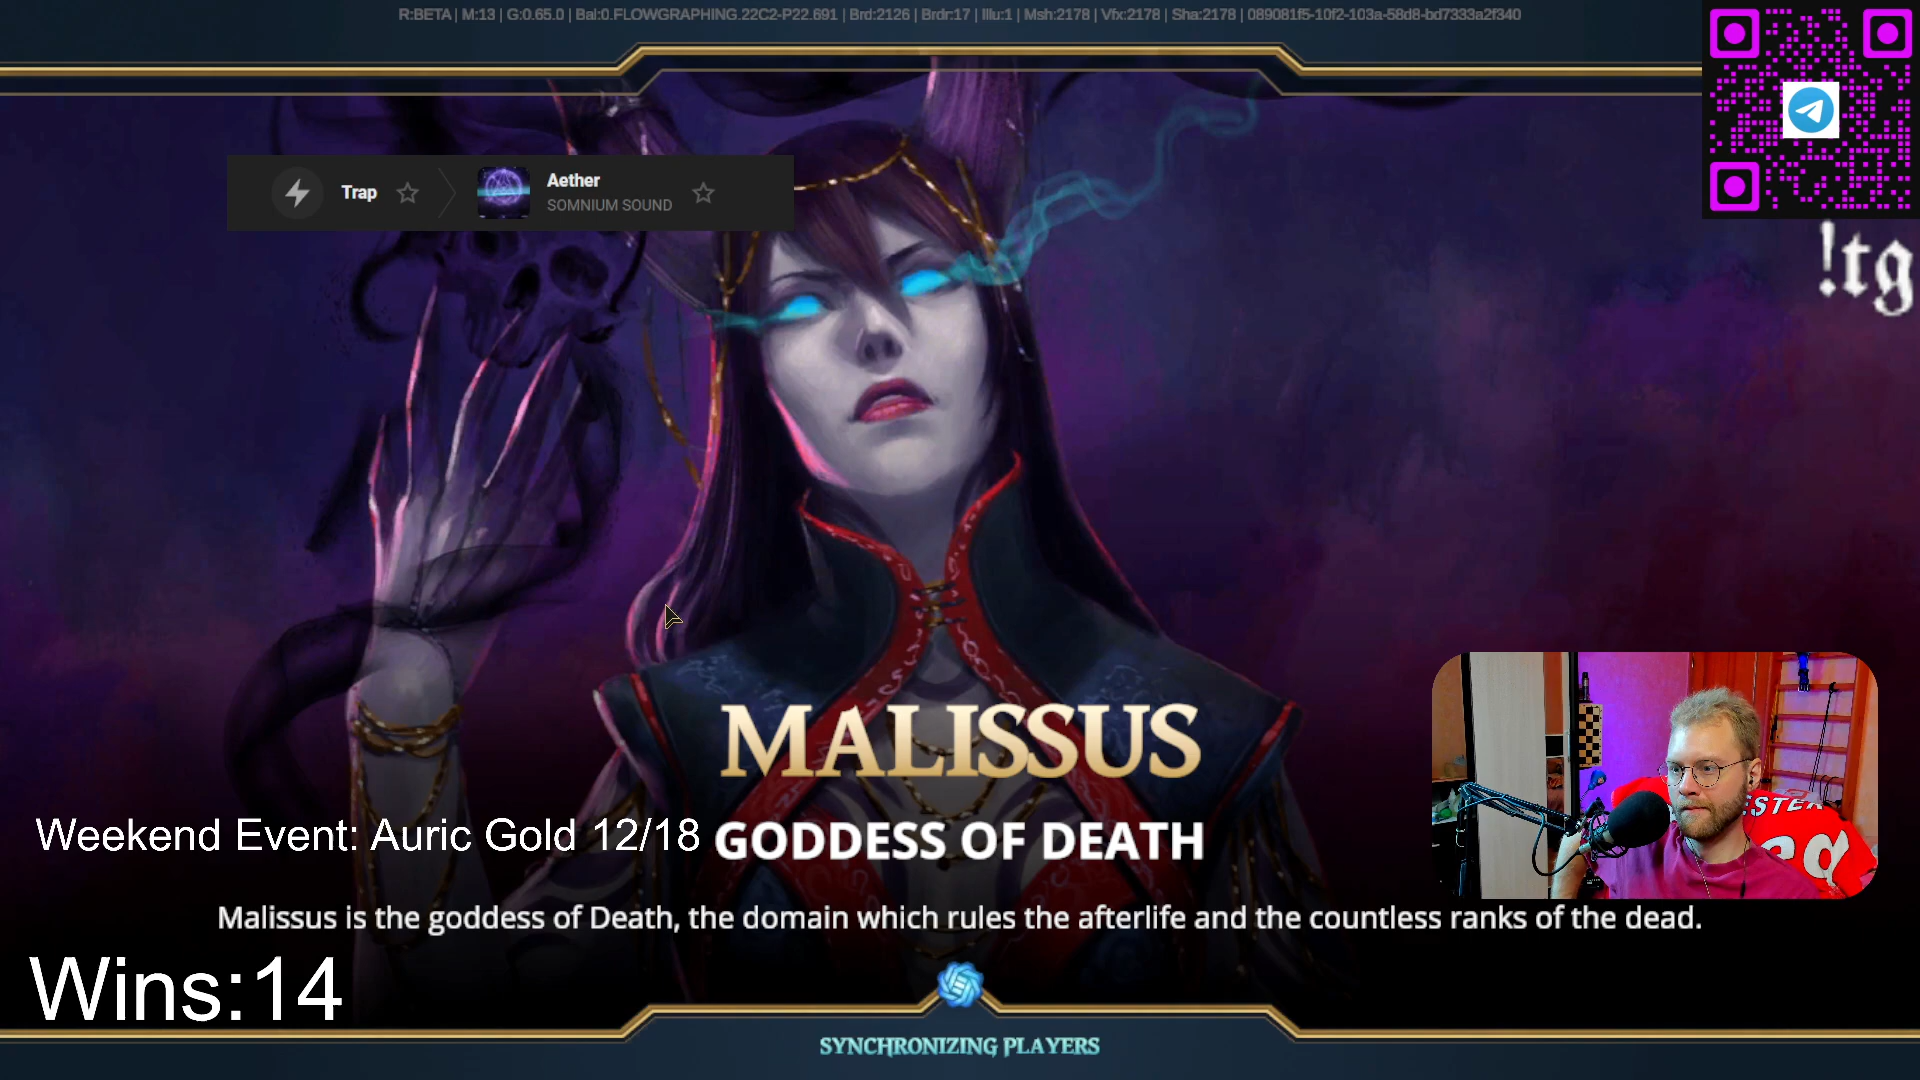 R:BETA | M:13 | G:0.65.0 | Bal:0.FLOWGRAPHING.22C2-P22.691 | Brd:2126 | Brdr:17 | Illu:1 | Msh:2178 | Vfx:2178 | Sha:2178 | 089081f5-10f2-103a-58d8-bd7333a2f340
Trap
Aether
SOMNIUM SOUND
!tg
MALISSUS
Weekend Event: Auric Gold 12/18
GODDESS OF DEATH
Malissus is the goddess of Death, the domain which rules the afterlife and the countless ranks of the dead.
Wins:14
SYNCHRONIZING PLAYERS